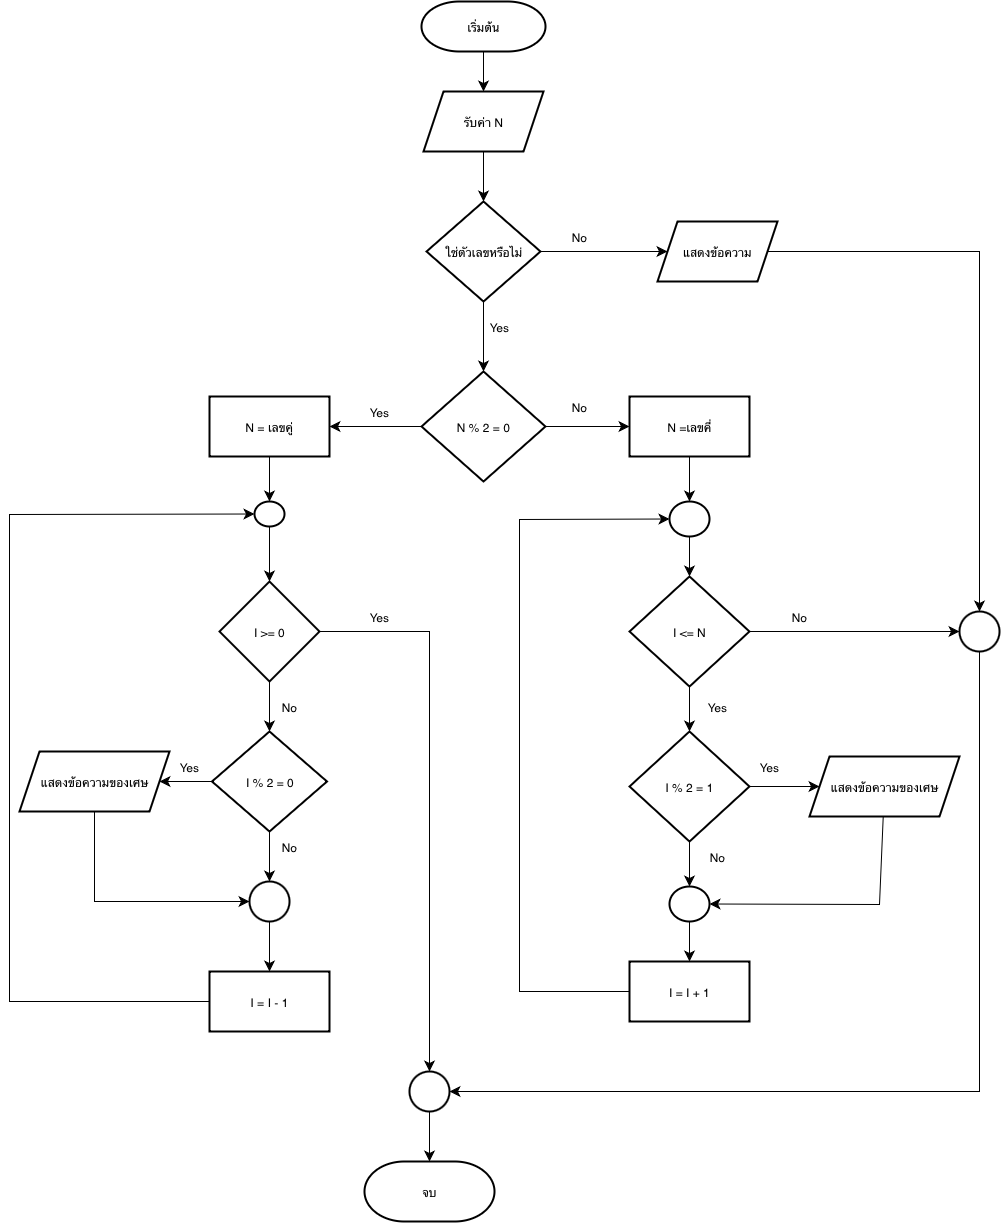 เริ่มต้น
รับค่า N
ใช่ตัวเลขหรือไม่
No
แสดงข้อความ
Yes
N % 2 = 0
Yes
No
N = เลขคู่
N =เลขคี่
I >= 0
Yes
No
I % 2 = 0
Yes
แสดงข้อความของเศษ
No
I = I - 1
I <= N
No
Yes
I % 2 = 1
Yes
แสดงข้อความของเศษ
No
I = I + 1
จบ